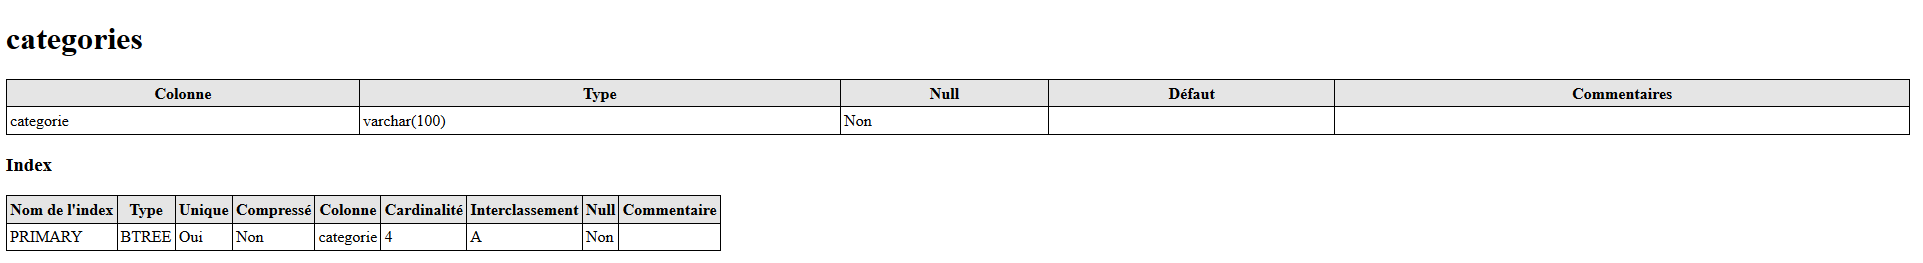 categories
Colonne Type Null Défaut Commentaires
categorie varchar(100) Non
Index
Nom de l'index Type Unique Compressé Colonne Cardinalité Interclassement Null Commentaire
PRIMARY BTREE Oui Non categorie 4 A Non